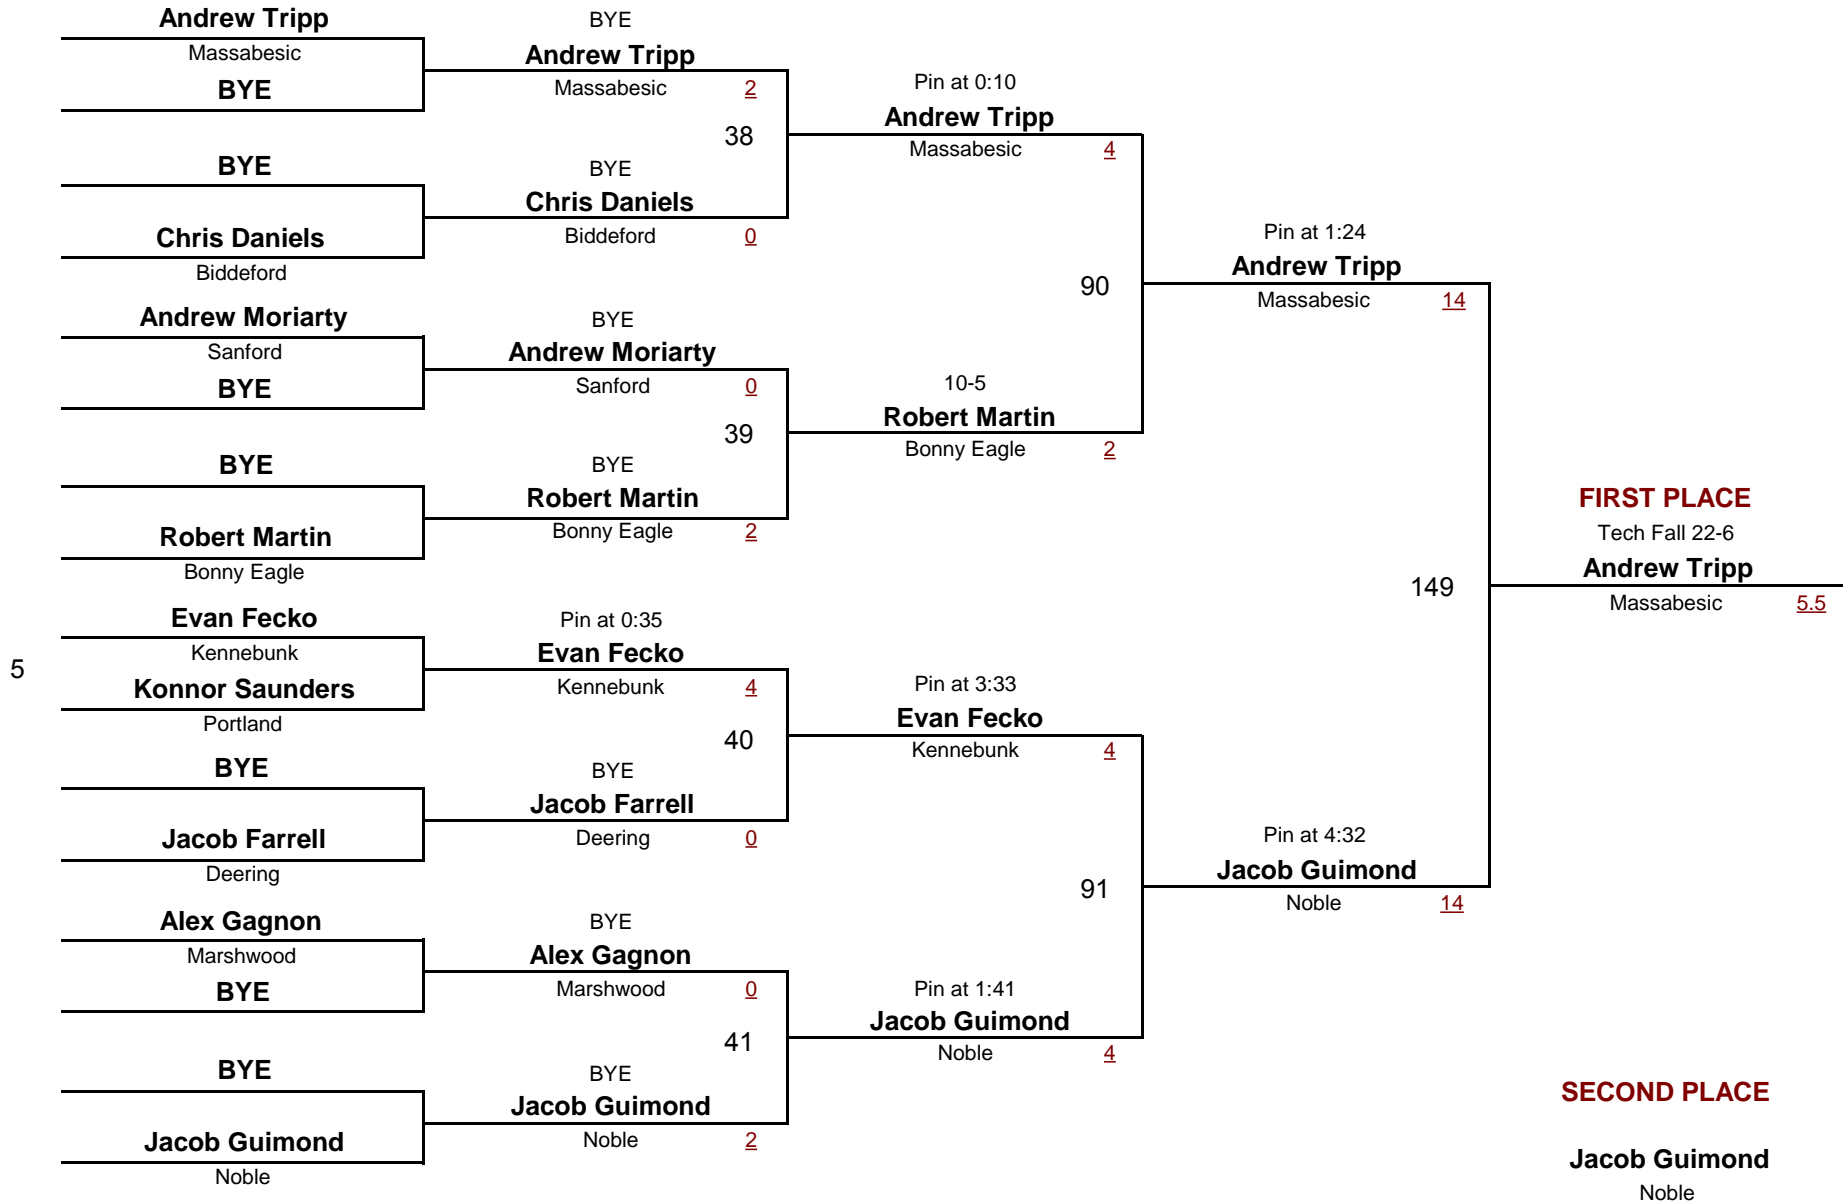 Andrew Tripp
Massabesic
BYE
BYE
Chris Daniels
Biddeford
Andrew Moriarty
Sanford
BYE
BYE
Robert Martin
Bonny Eagle
5
Evan Fecko
Kennebunk
Konnor Saunders
Portland
BYE
Jacob Farrell
Deering
Alex Gagnon
Marshwood
BYE
BYE
Jacob Guimond
Noble
BYE
Andrew Tripp
Massabesic 2
38
BYE
Chris Daniels
Biddeford 0
BYE
Andrew Moriarty
Sanford 0
39
BYE
Robert Martin
Bonny Eagle 2
Pin at 0:35
Evan Fecko
Kennebunk 4
40
BYE
Jacob Farrell
Deering 0
BYE
Alex Gagnon
Marshwood 0
41
BYE
Jacob Guimond
Noble 2
Pin at 0:10
Andrew Tripp
Massabesic 4
90
10-5
Robert Martin
Bonny Eagle 2
Pin at 3:33
Evan Fecko
Kennebunk 4
91
Pin at 1:41
Jacob Guimond
Noble 4
Pin at 1:24
Andrew Tripp
Massabesic 14
149
Pin at 4:32
Jacob Guimond
Noble 14
FIRST PLACE
Tech Fall 22-6
Andrew Tripp
Massabesic 5.5
SECOND PLACE
Jacob Guimond
Noble